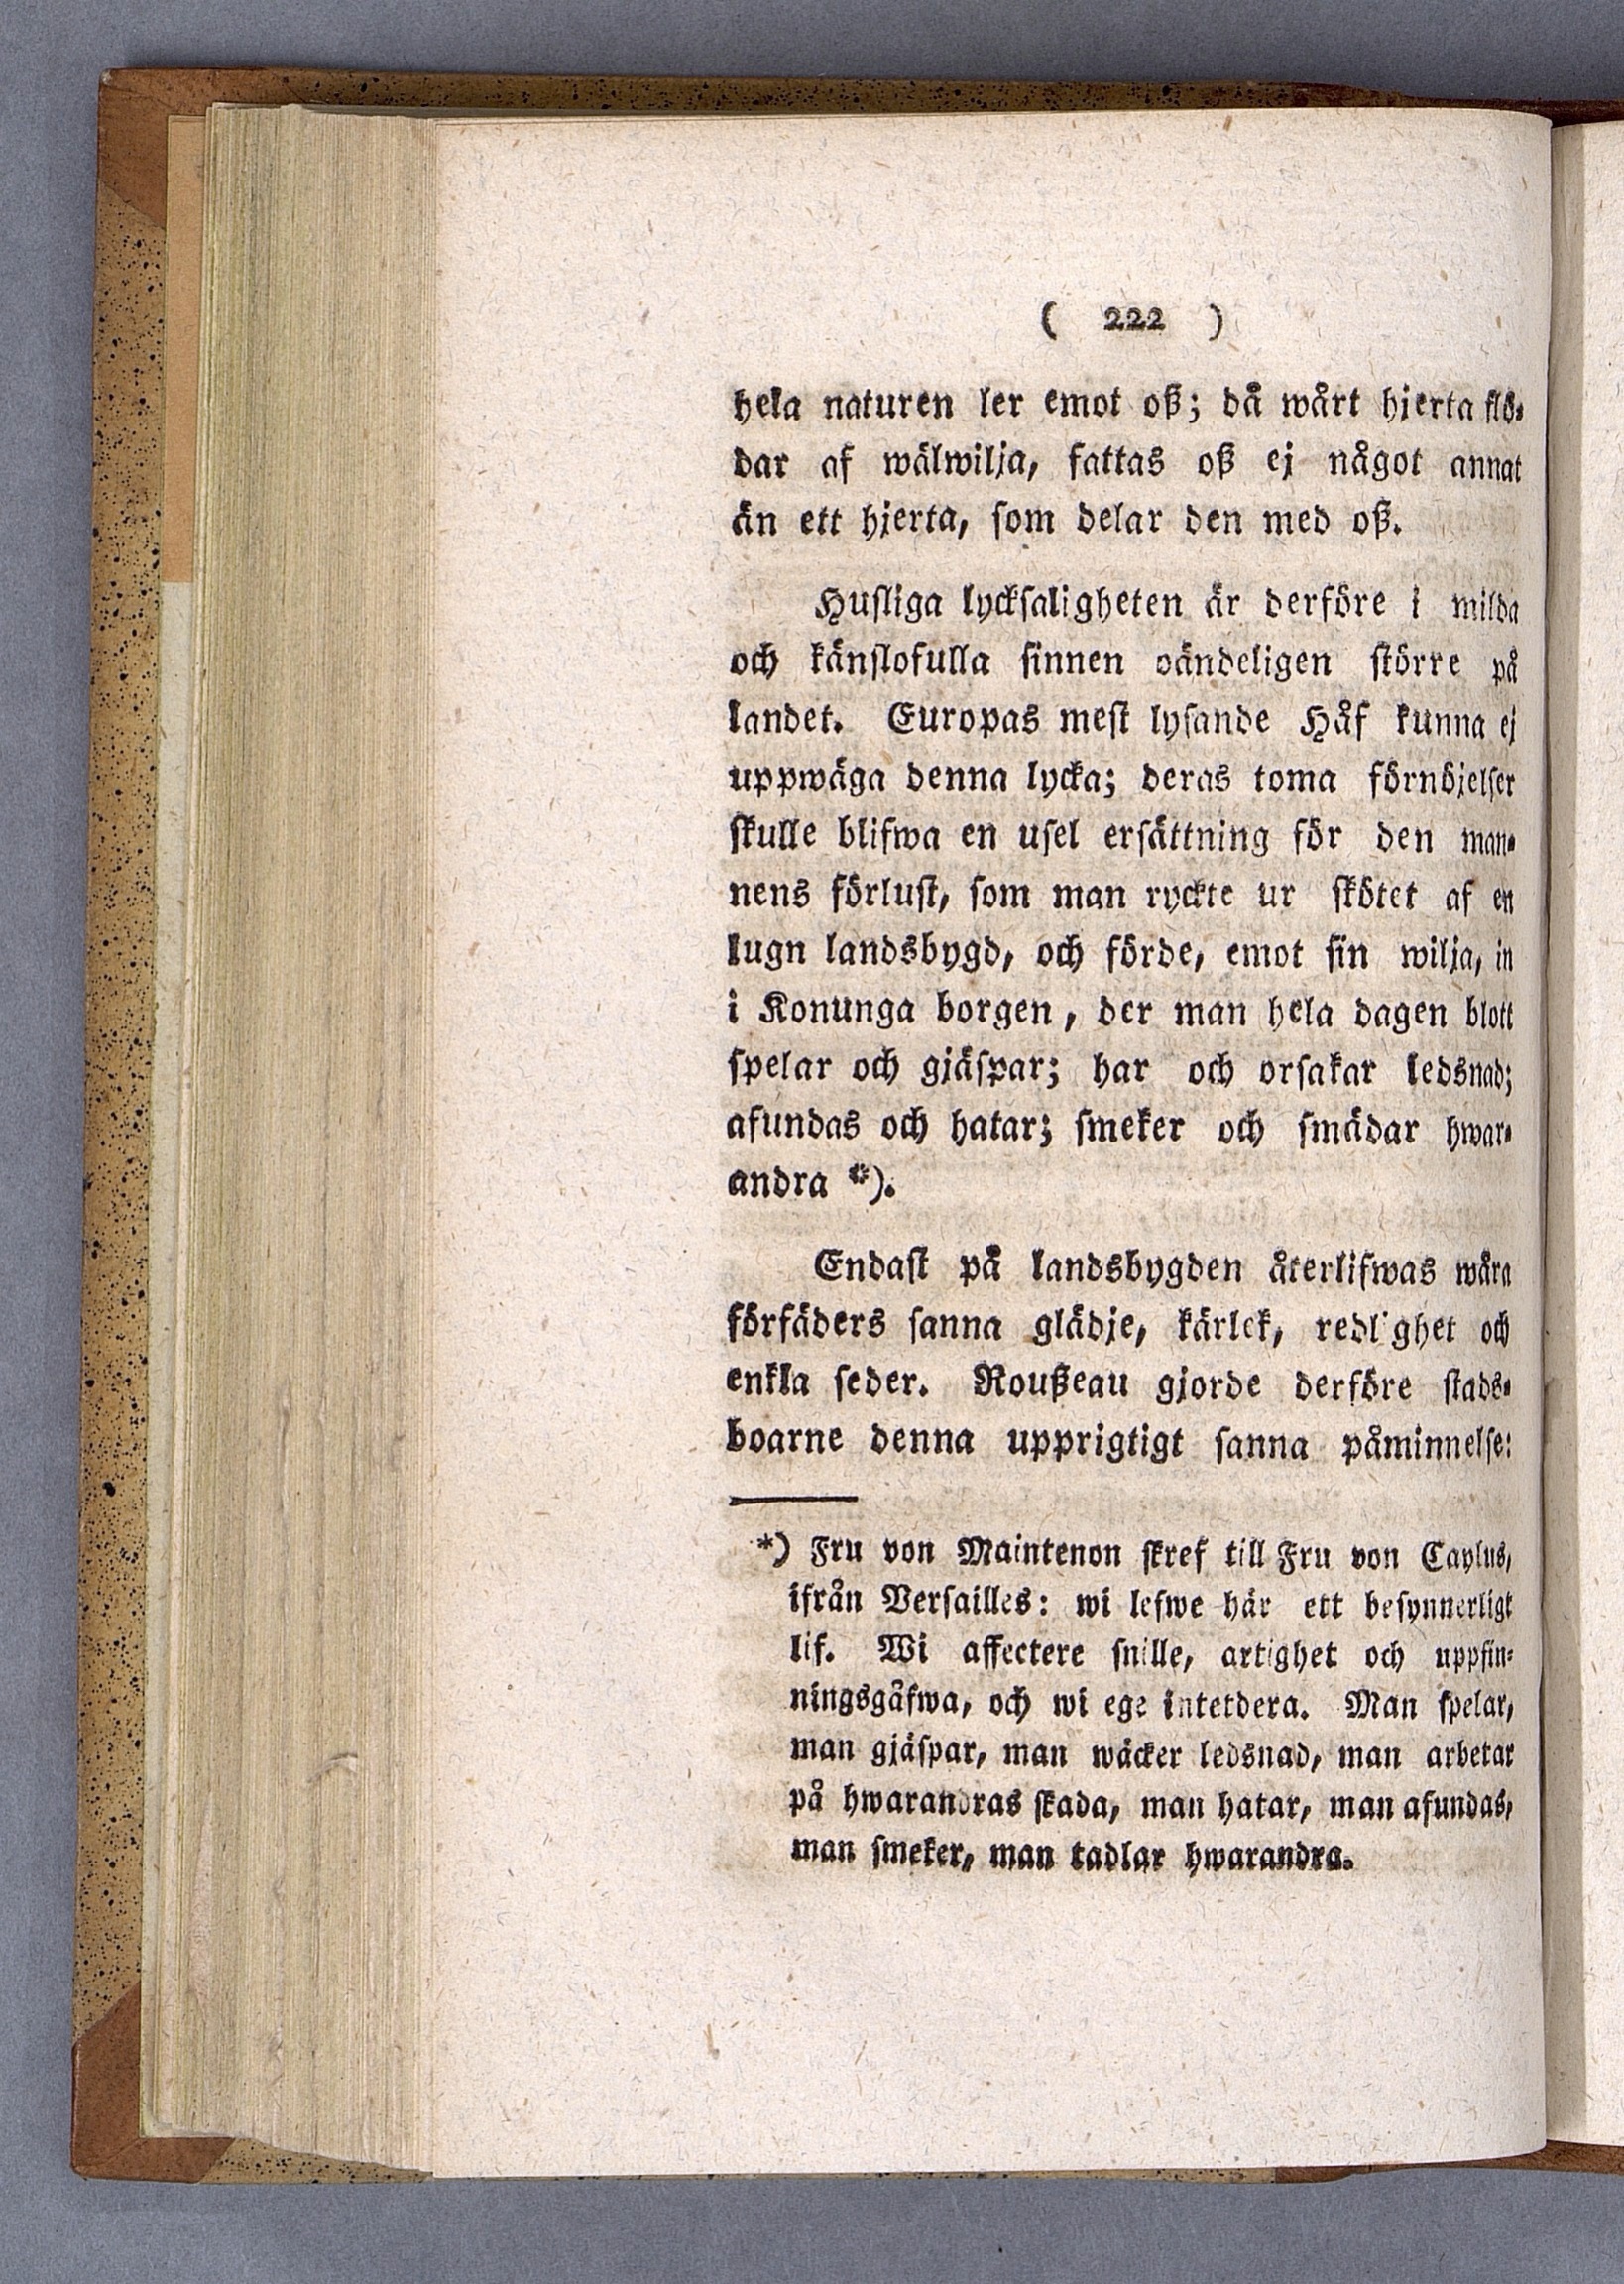 ( 222 )
hela naturen ler emot oß; då wårt hjerta flö-
dar af wälwilja, fattas oß ej något annat
än ett hjerta, som delar den med oß.
Husliga lycksaligheten är derföre i milda
och känslofulla sinnen oändeligen större på
landet. Europas mest lysande Håf kunna ej
uppwäga denna lycka; deras toma förnöjelser
skulle blifwa en usel ersättning för den man-
nens förlust, som man ryckte ur skötet af en
lugn landsbygd, och förde, emot sin wilja, in
i Konunga borgen, der man hela dagen blott
spelar och gjäspar; har och orsakar ledsnad;
afundas och hatar; smeker och smädar hwar-
andra *).
Endast på landsbygden återlifwas wåra
förfäders sanna glädje, kärlek, redlighet och
enkla seder. Roußeau gjorde derföre stads-
boarne denna upprigtigt sanna påminnelse:
*) Fru von Maintenon skref till Fru von Caylus,
ifrån Versailles: wi lefwe här ett besynnerligt
lif. Wi affectere snille, artighet och uppfin-
ningsgåfwa, och wi ege intetdera. Man spelar,
man gjäspar, man wäcker ledsnad, man arbetar
på hwarandras skada, man hatar, man afundas,
man smeker, man tadlar hwarandra.